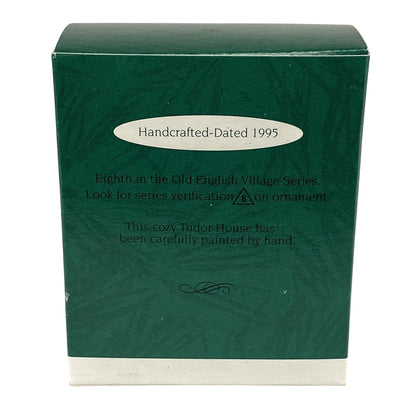 Handcrafted-Dated 1995
Eighth in the Old English Village Series
Look for series verification 8 on ornament.
This cozy Tudor House has
been carefully painted by hand.